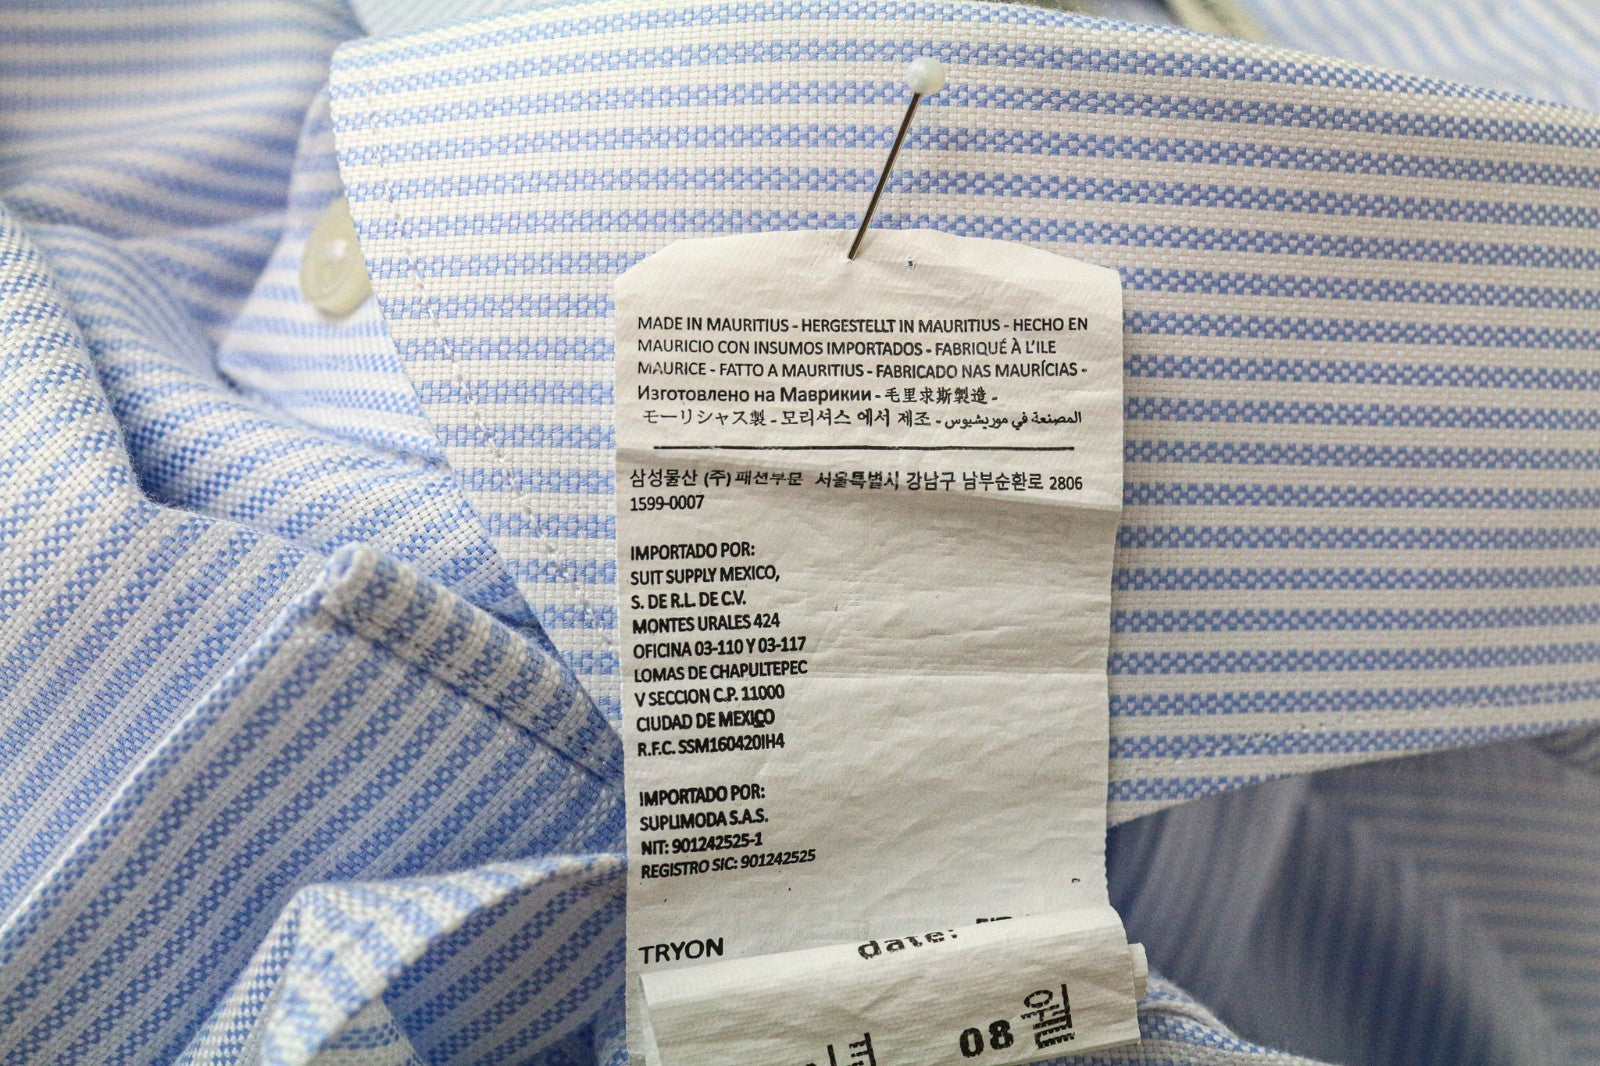 MADE IN MAURITIUS - HERGESTELLT IN MAURITIUS - HECHO EN
MAURICIO CON INSUMOS IMPORTADOS - FABRIQUÉ À L'ILE
MAURICE - FATTO A MAURITIUS - FABRICADO NAS MAURÍCIAS -
Изготовлено на Маврикии - 毛里求斯製造 -
モーリシャス製 - 모리셔스 에서 제조 - المصنعة في موريشيوس
삼성물산 (주) 패션부문 서울특별시 강남구 남부순환로 2806
1599-0007
IMPORTADO POR:
SUIT SUPPLY MEXICO,
S. DE R.L. DE C.V.
MONTES URALES 424
OFICINA 03-110 Y 03-117
LOMAS DE CHAPULTEPEC
V SECCION C.P. 11000
CIUDAD DE MEXICO
R.F.C. SSM160420IH4
IMPORTADO POR:
SUPLIMODA S.A.S.
NIT: 901242525-1
REGISTRO SIC: 901242525
TRYON date:
08 월